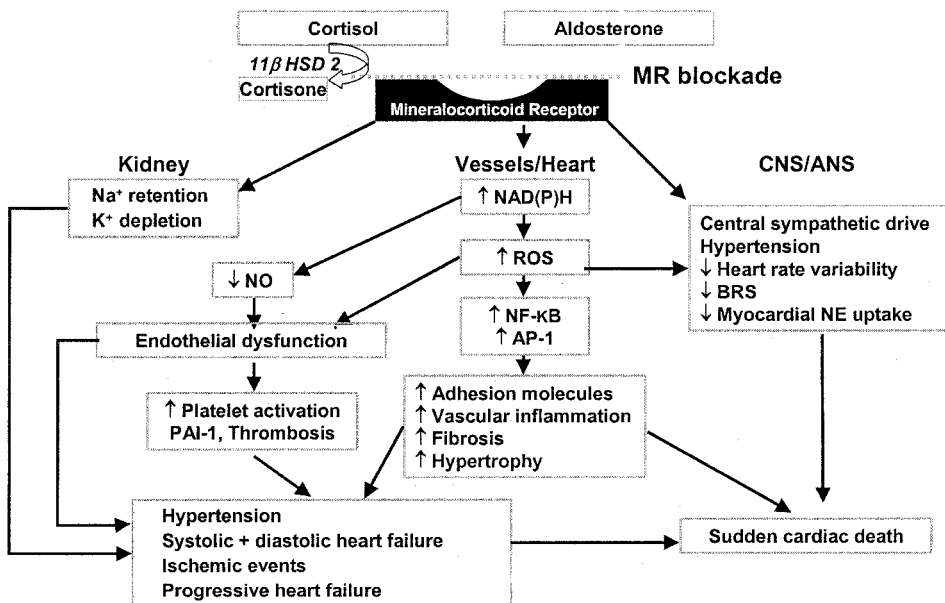 Cortisol
Aldosterone
11β HSD 2
Cortisone
MR blockade
Mineralocorticoid Receptor
Kidney
Vessels/Heart
CNS/ANS
Na⁺ retention
K⁺ depletion
↑ NAD(P)H
Central sympathetic drive
Hypertension
↓ Heart rate variability
↓ BRS
↓ Myocardial NE uptake
↓ NO
↑ ROS
↑ NF-κB
↑ AP-1
Endothelial dysfunction
↑ Platelet activation
PAI-1, Thrombosis
↑ Adhesion molecules
↑ Vascular inflammation
↑ Fibrosis
↑ Hypertrophy
Hypertension
Systolic + diastolic heart failure
Ischemic events
Progressive heart failure
Sudden cardiac death